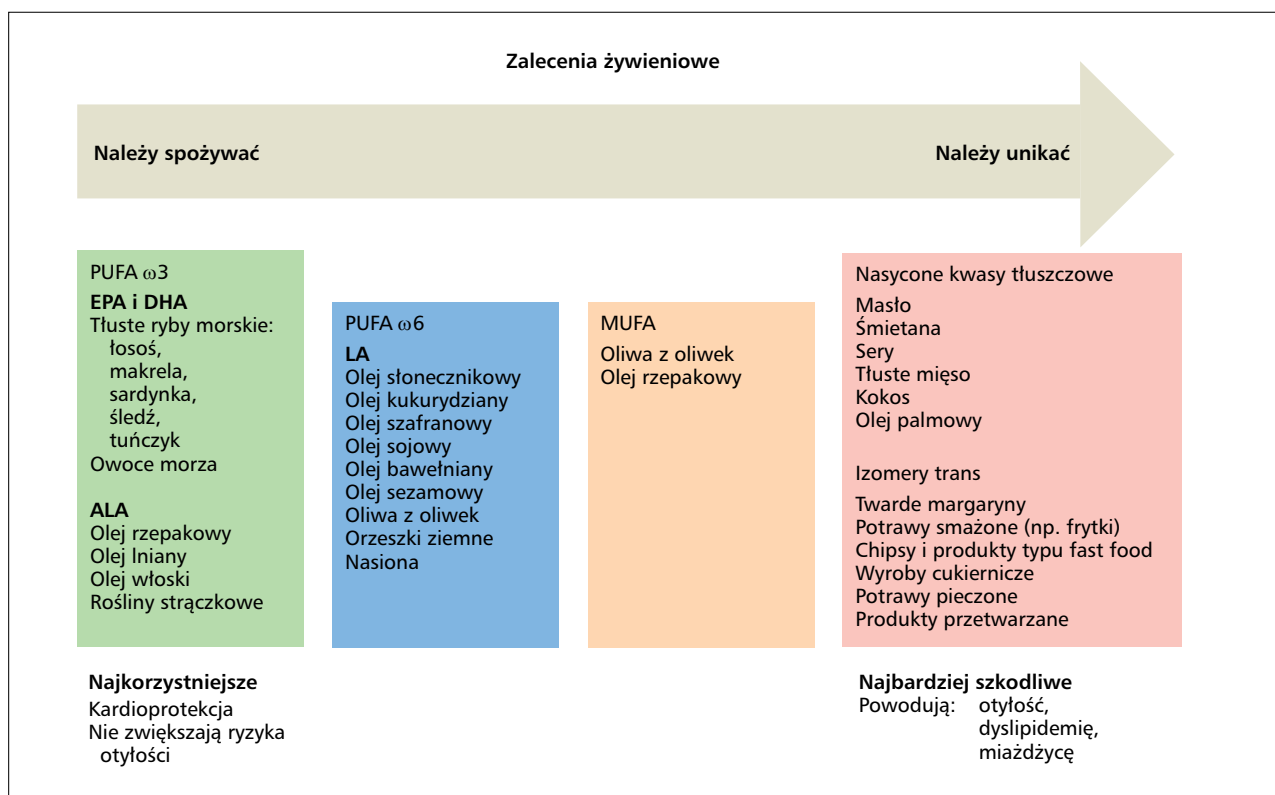 Zalecenia żywieniowe
Należy spożywać
Należy unikać
PUFA ω3
EPA i DHA
Tłuste ryby morskie:
łosoś,
makrela,
sardynka,
śledź,
tuńczyk
Owoce morza
ALA
Olej rzepakowy
Olej lniany
Olej włoski
Rośliny strączkowe
PUFA ω6
LA
Olej słonecznikowy
Olej kukurydziany
Olej szafranowy
Olej sojowy
Olej bawełniany
Olej sezamowy
Oliwa z oliwek
Orzeszki ziemne
Nasiona
MUFA
Oliwa z oliwek
Olej rzepakowy
Nasycone kwasy tłuszczowe
Masło
Śmietana
Sery
Tłuste mięso
Kokos
Olej palmowy
Izomery trans
Twarde margaryny
Potrawy smażone (np. frytki)
Chipsy i produkty typu fast food
Wyroby cukiernicze
Potrawy pieczone
Produkty przetwarzane
Najkorzystniejsze
Kardioprotekcja
Nie zwiększają ryzyka
otyłości
Najbardziej szkodliwe
Powodują: otyłość,
dyslipidemię,
miażdżycę